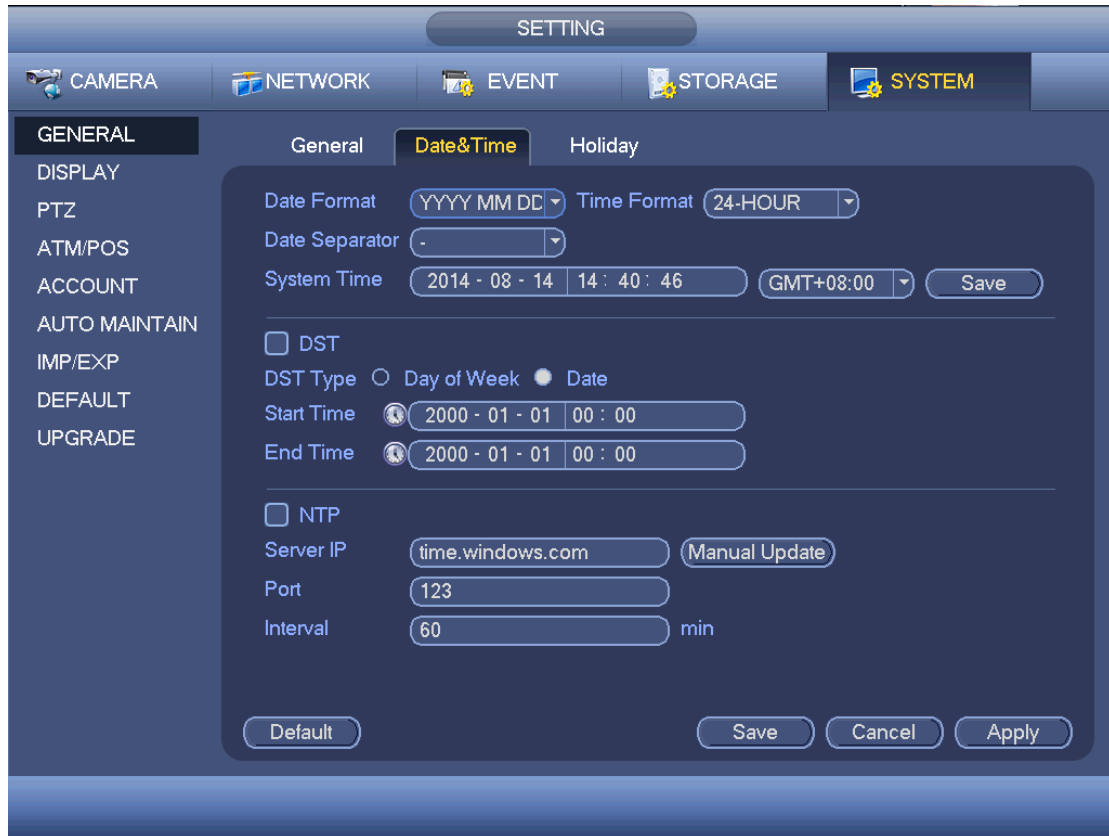 SETTING
CAMERA NETWORK EVENT STORAGE SYSTEM
GENERAL
DISPLAY
PTZ
ATM/POS
ACCOUNT
AUTO MAINTAIN
IMP/EXP
DEFAULT
UPGRADE
General Date&Time Holiday
Date Format YYYY MM DD Time Format 24-HOUR
Date Separator -
System Time 2014 - 08 - 14 14 : 40 : 46 GMT+08:00 Save
DST
DST Type Day of Week Date
Start Time 2000 - 01 - 01 00 : 00
End Time 2000 - 01 - 01 00 : 00
NTP
Server IP time.windows.com Manual Update
Port 123
Interval 60 min
Default Save Cancel Apply